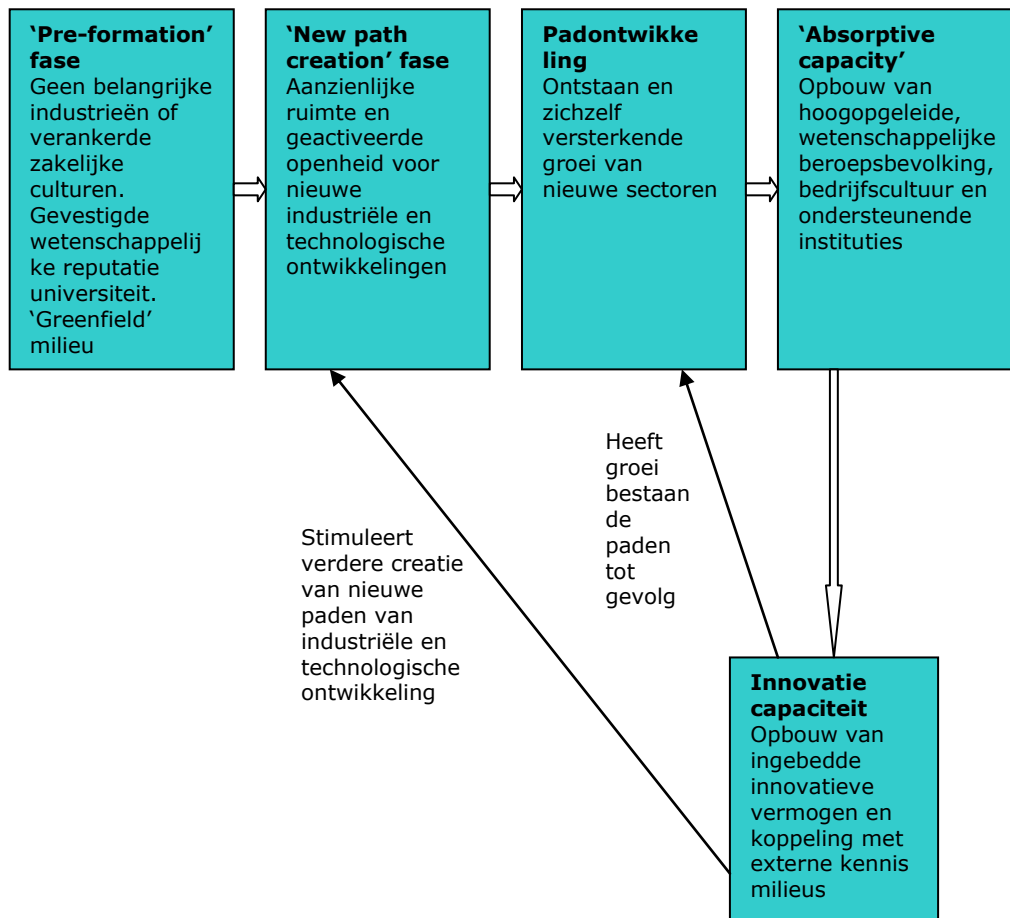 ‘Pre-formation’
fase
Geen belangrijke
industrieën of
verankerde
zakelijke
culturen.
Gevestigde
wetenschappelij
ke reputatie
universiteit.
‘Greenfield’
milieu
‘New path
creation’ fase
Aanzienlijke
ruimte en
geactiveerde
openheid voor
nieuwe
industriële en
technologische
ontwikkelingen
Padontwikke
ling
Ontstaan en
zichzelf
versterkende
groei van
nieuwe sectoren
‘Absorptive
capacity’
Opbouw van
hoogopgeleide,
wetenschappelijke
beroepsbevolking,
bedrijfscultuur en
ondersteunende
instituties
Heeft
groei
bestaan
de
paden
tot
gevolg
Stimuleert
verdere creatie
van nieuwe
paden van
industriële en
technologische
ontwikkeling
Innovatie
capaciteit
Opbouw van
ingebedde
innovatieve
vermogen en
koppeling met
externe kennis
milieus